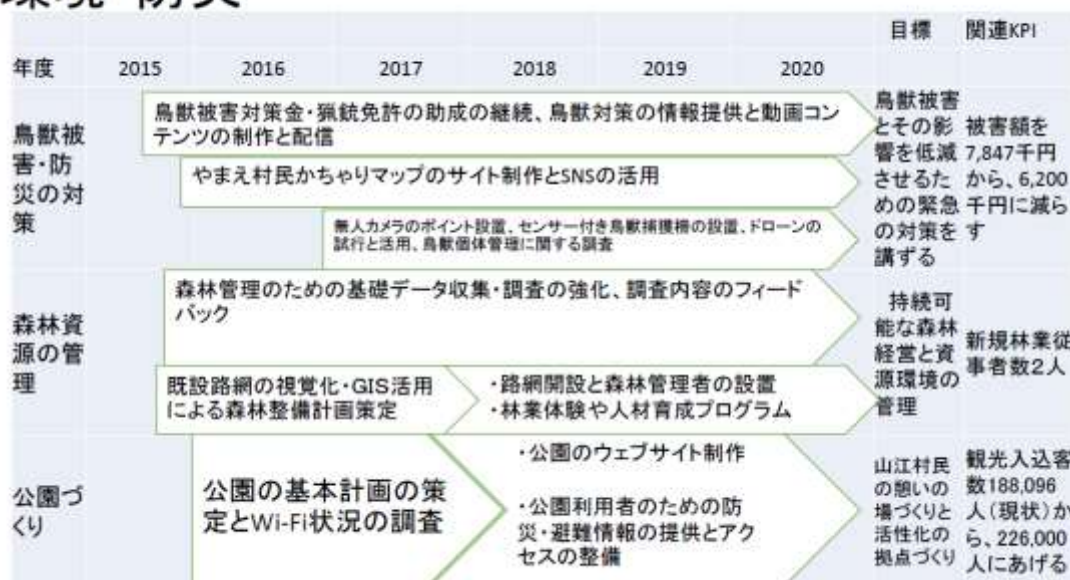 目標 関連KPI
年度 2015 2016 2017 2018 2019 2020
鳥獣被
害・防
災の対
策
鳥獣被害対策金・猟銃免許の助成の継続、鳥獣対策の情報提供と動画コン
テンツの制作と配信
やまえ村民かちゃりマップのサイト制作とSNSの活用
無人カメラのポイント設置、センサー付き鳥獣捕獲檻の設置、ドローンの
試行と活用、鳥獣個体管理に関する調査
鳥獣被害
とその影
響を低減
させるた
めの緊急
の対策を
講ずる
被害額を
7,847千円
から、6,200
千円に減ら
す
森林資
源の管
理
森林管理のための基礎データ収集・調査の強化、調査内容のフィード
バック
既設路網の視覚化・GIS活用
による森林整備計画策定
・路網開設と森林管理者の設置
・林業体験や人材育成プログラム
持続可
能な森林
経営と資
源環境の
管理
新規林業従
事者数2人
公園づ
くり
公園の基本計画の策
定とWi-Fi状況の調査
・公園のウェブサイト制作
・公園利用者のための防
災・避難情報の提供とアク
セスの整備
山江村民
の憩いの
場づくりと
活性化の
拠点づくり
観光入込客
数188,096
人(現状)か
ら、226,000
人にあげる